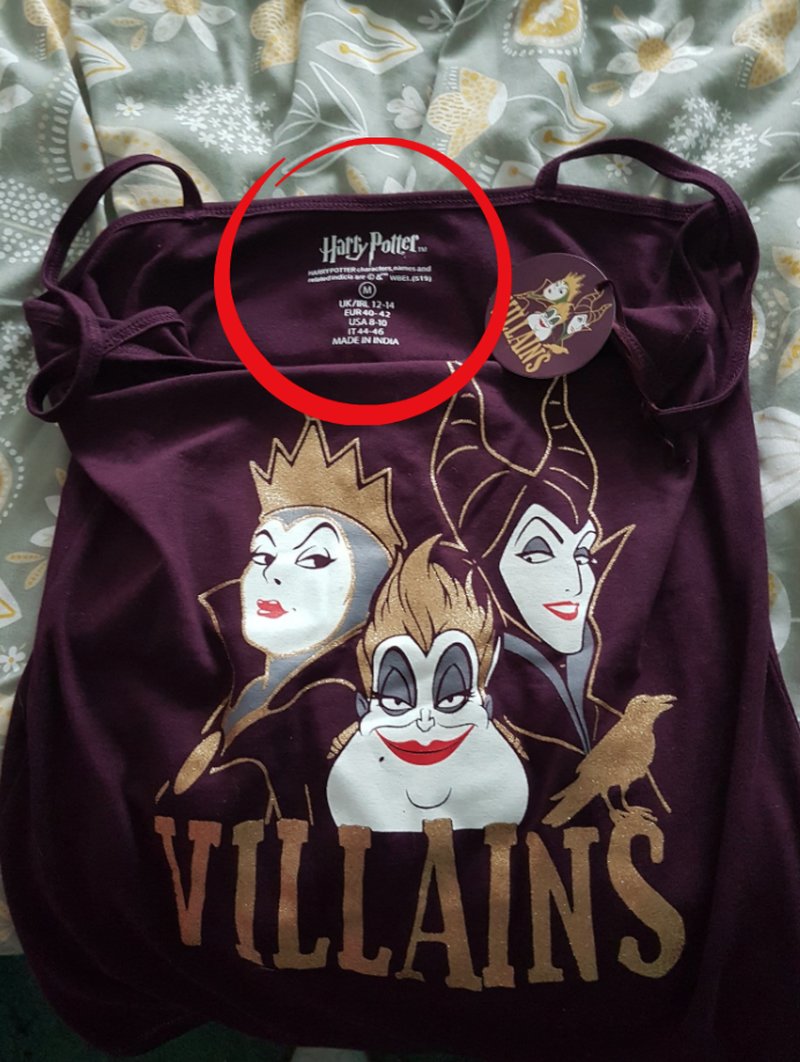 Harry Potter™
HARRY POTTER characters, names and
related indicia are © &™ WBEI.(S19)
M
UK/IRL 12-14
EUR 40-42
USA 8-10
IT 44-46
MADE IN INDIA
VILLAINS
VILLAINS